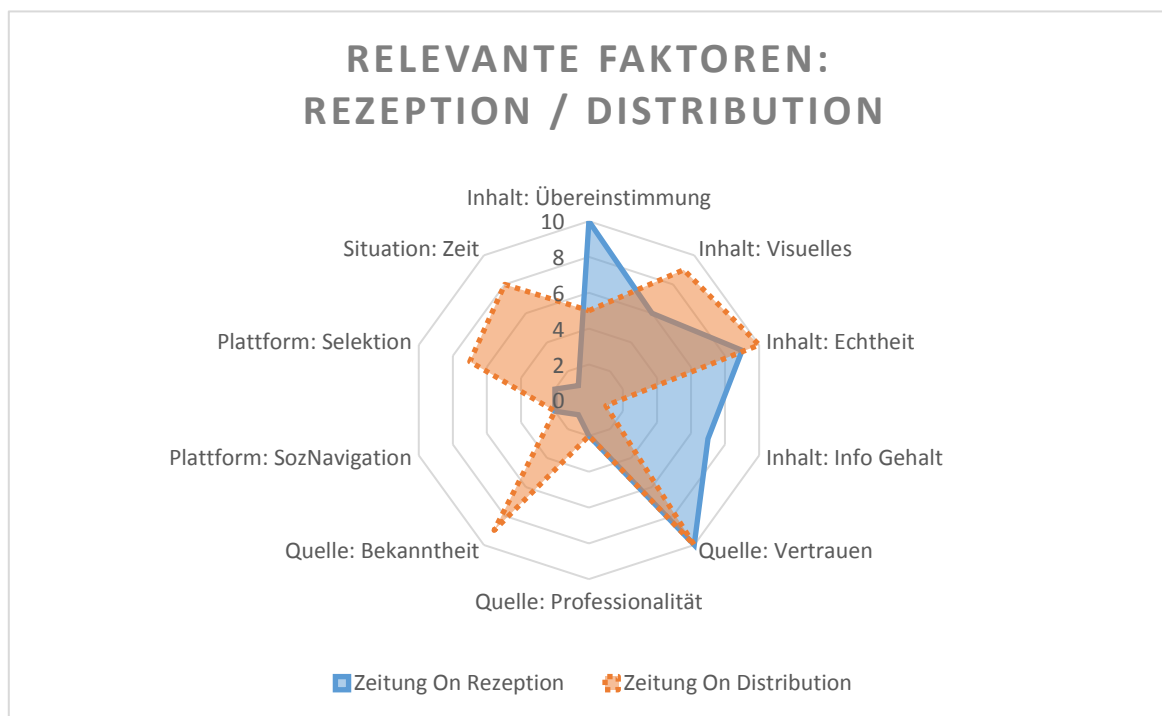 RELEVANTE FAKTOREN:
REZEPTION / DISTRIBUTION
Inhalt: Übereinstimmung
10
Situation: Zeit
Inhalt: Visuelles
8
6
Plattform: Selektion
Inhalt: Echtheit
4
2
0
Plattform: SozNavigation
Inhalt: Info Gehalt
Quelle: Bekanntheit
Quelle: Vertrauen
Quelle: Professionalität
Zeitung On Rezeption
Zeitung On Distribution